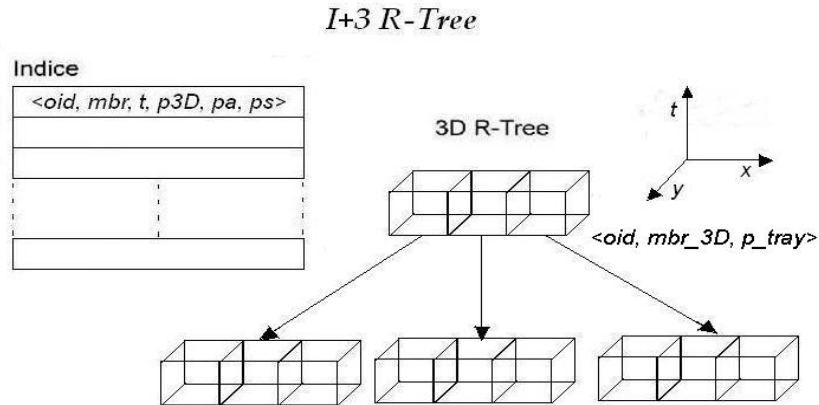 I+3 R-Tree
Indice
<oid, mbr, t, p3D, pa, ps>
3D R-Tree
t
x
y
<oid, mbr_3D, p_tray>